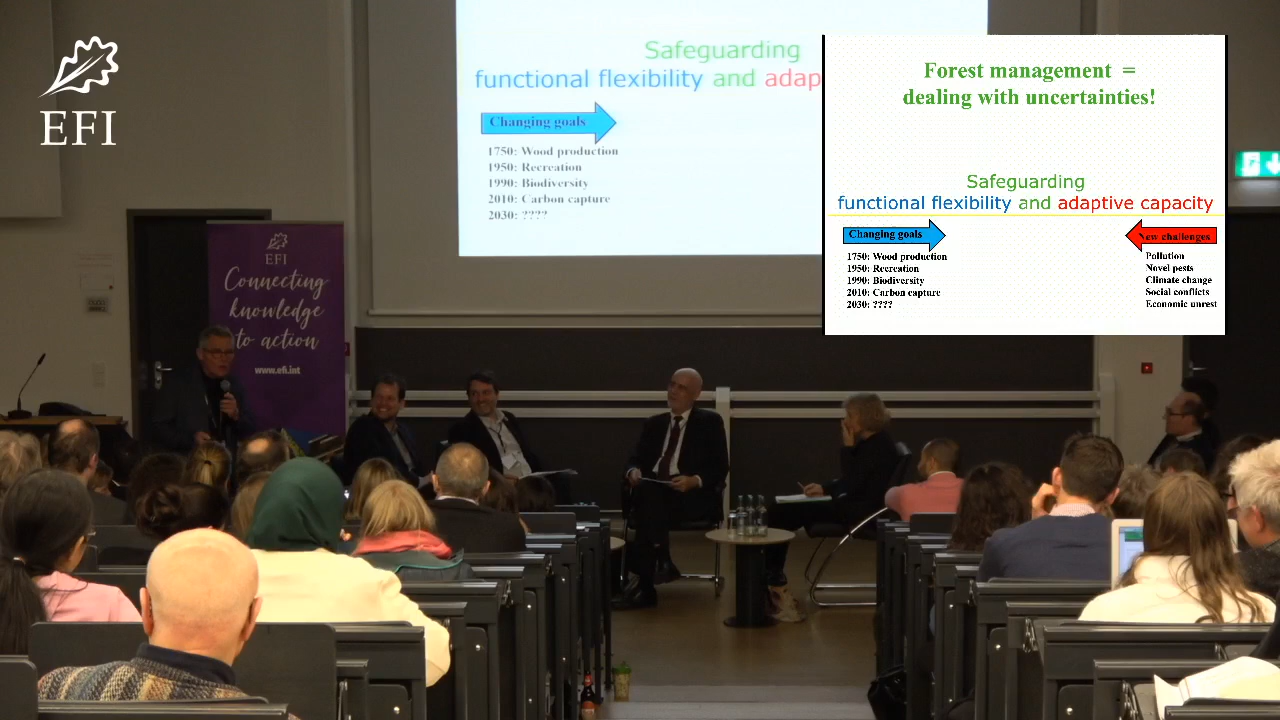 EFI
Safeguarding
functional flexibility and adap
Changing goals
1750: Wood production
1950: Recreation
1990: Biodiversity
2010: Carbon capture
2030: ????
Forest management =
dealing with uncertainties!
Safeguarding
functional flexibility and adaptive capacity
Changing goals
New challenges
1750: Wood production
1950: Recreation
1990: Biodiversity
2010: Carbon capture
2030: ????
Pollution
Novel pests
Climate change
Social conflicts
Economic unrest
EFI
Connecting
knowledge
to action
www.efi.int